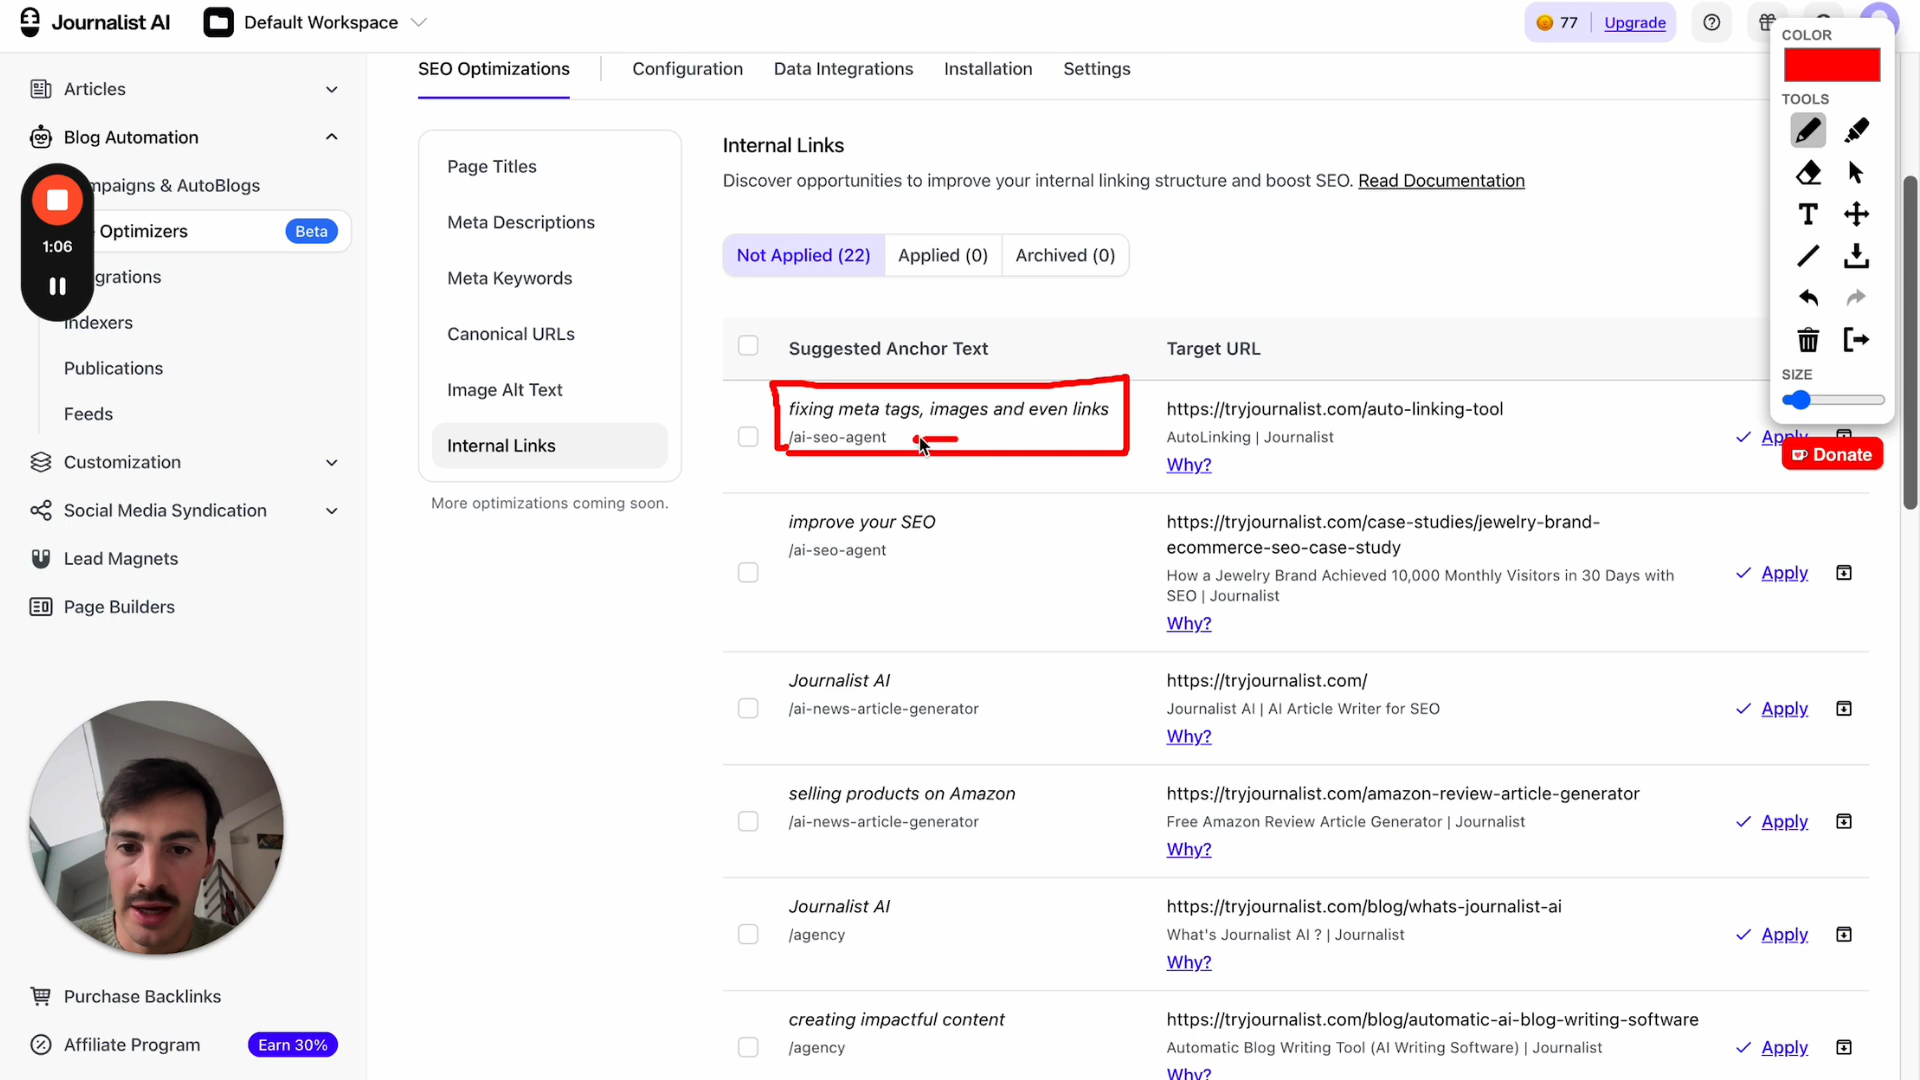 Journalist AI
Default Workspace
77
Upgrade
COLOR
TOOLS
SIZE
Donate
1:06
Articles
Blog Automation
mpaigns & AutoBlogs
Optimizers
Beta
grations
Indexers
Publications
Feeds
Customization
Social Media Syndication
Lead Magnets
Page Builders
Purchase Backlinks
Affiliate Program
Earn 30%
SEO Optimizations
Configuration
Data Integrations
Installation
Settings
Page Titles
Meta Descriptions
Meta Keywords
Canonical URLs
Image Alt Text
Internal Links
More optimizations coming soon.
Internal Links
Discover opportunities to improve your internal linking structure and boost SEO. Read Documentation
Not Applied (22)
Applied (0)
Archived (0)
Suggested Anchor Text
Target URL
fixing meta tags, images and even links
/ai-seo-agent
https://tryjournalist.com/auto-linking-tool
AutoLinking | Journalist
Why?
Apply
improve your SEO
/ai-seo-agent
https://tryjournalist.com/case-studies/jewelry-brand-
ecommerce-seo-case-study
How a Jewelry Brand Achieved 10,000 Monthly Visitors in 30 Days with
SEO | Journalist
Why?
Apply
Journalist AI
/ai-news-article-generator
https://tryjournalist.com/
Journalist AI | AI Article Writer for SEO
Why?
Apply
selling products on Amazon
/ai-news-article-generator
https://tryjournalist.com/amazon-review-article-generator
Free Amazon Review Article Generator | Journalist
Why?
Apply
Journalist AI
/agency
https://tryjournalist.com/blog/whats-journalist-ai
What's Journalist AI ? | Journalist
Why?
Apply
creating impactful content
/agency
https://tryjournalist.com/blog/automatic-ai-blog-writing-software
Automatic Blog Writing Tool (AI Writing Software) | Journalist
Why?
Apply